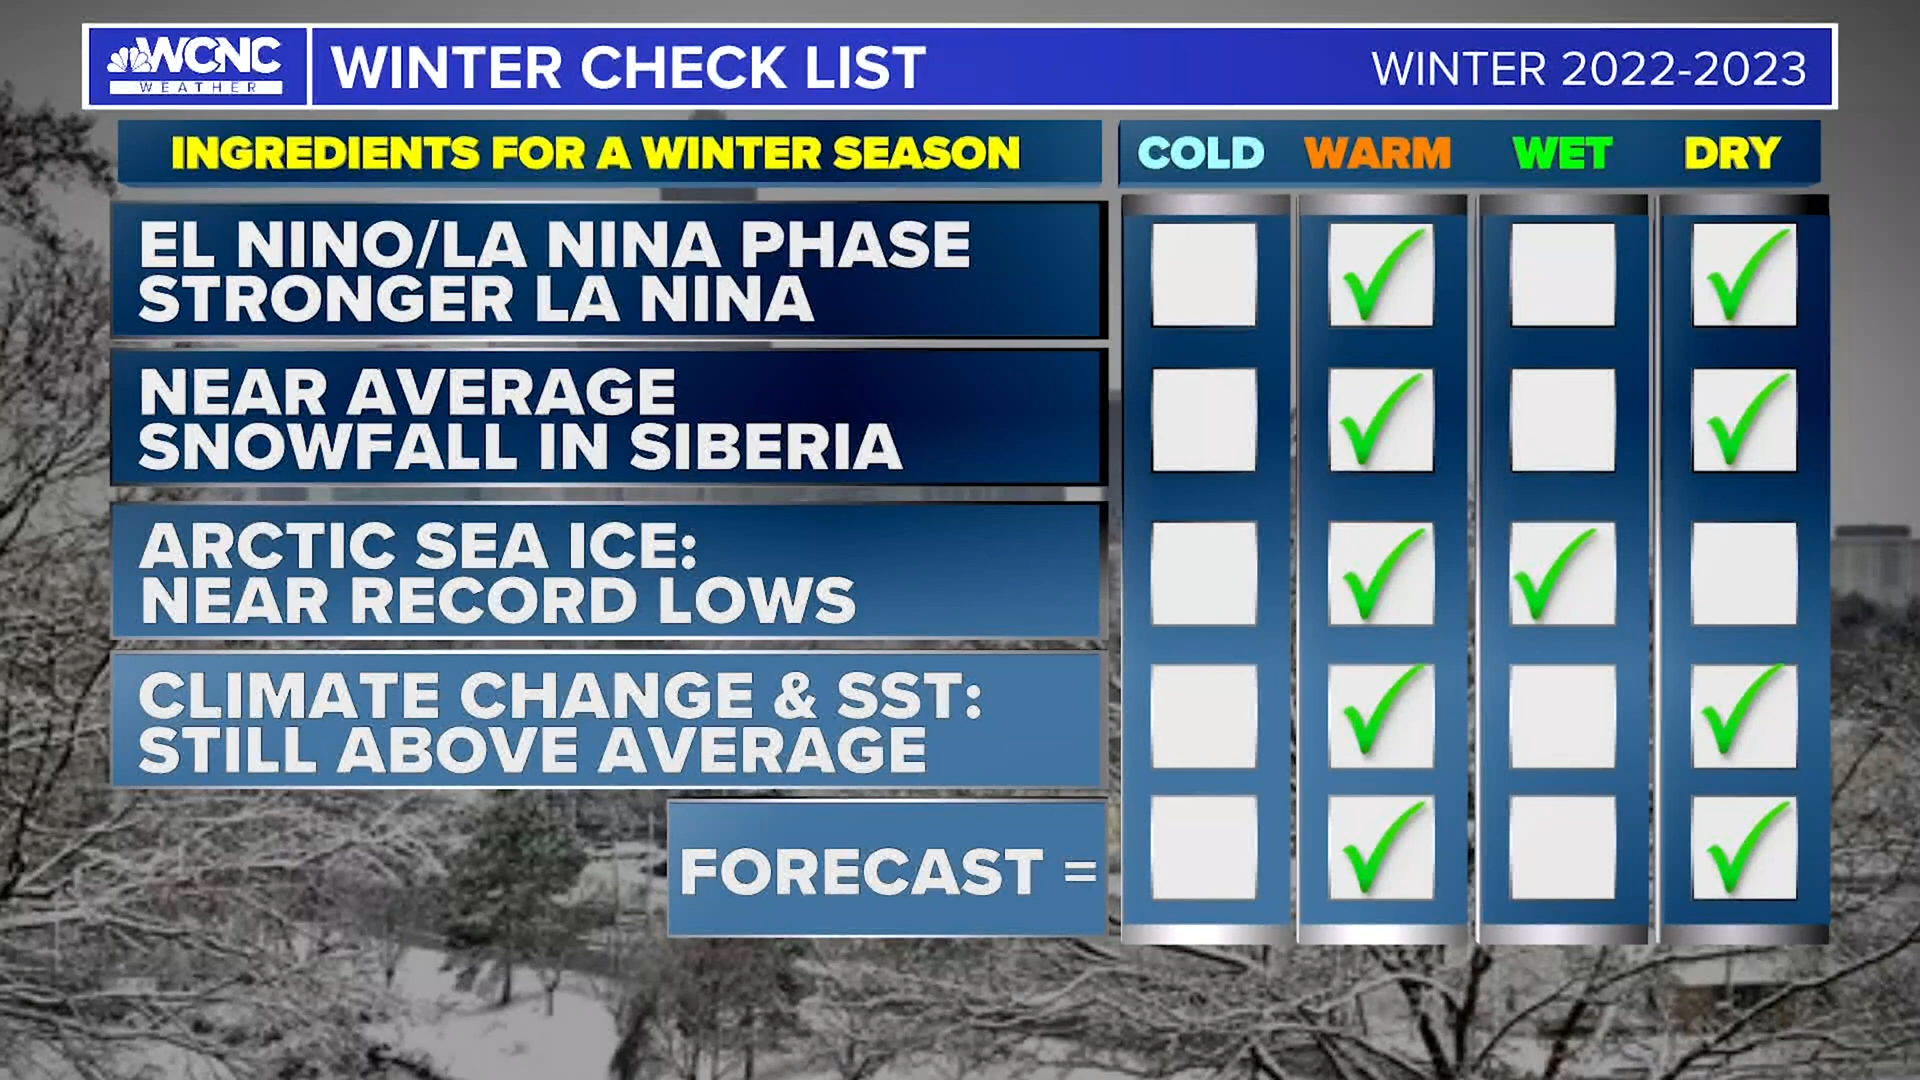 WCNC
WEATHER
WINTER CHECK LIST
WINTER 2022-2023
INGREDIENTS FOR A WINTER SEASON
COLD WARM WET DRY
EL NINO/LA NINA PHASE
STRONGER LA NINA
NEAR AVERAGE
SNOWFALL IN SIBERIA
ARCTIC SEA ICE:
NEAR RECORD LOWS
CLIMATE CHANGE & SST:
STILL ABOVE AVERAGE
FORECAST =